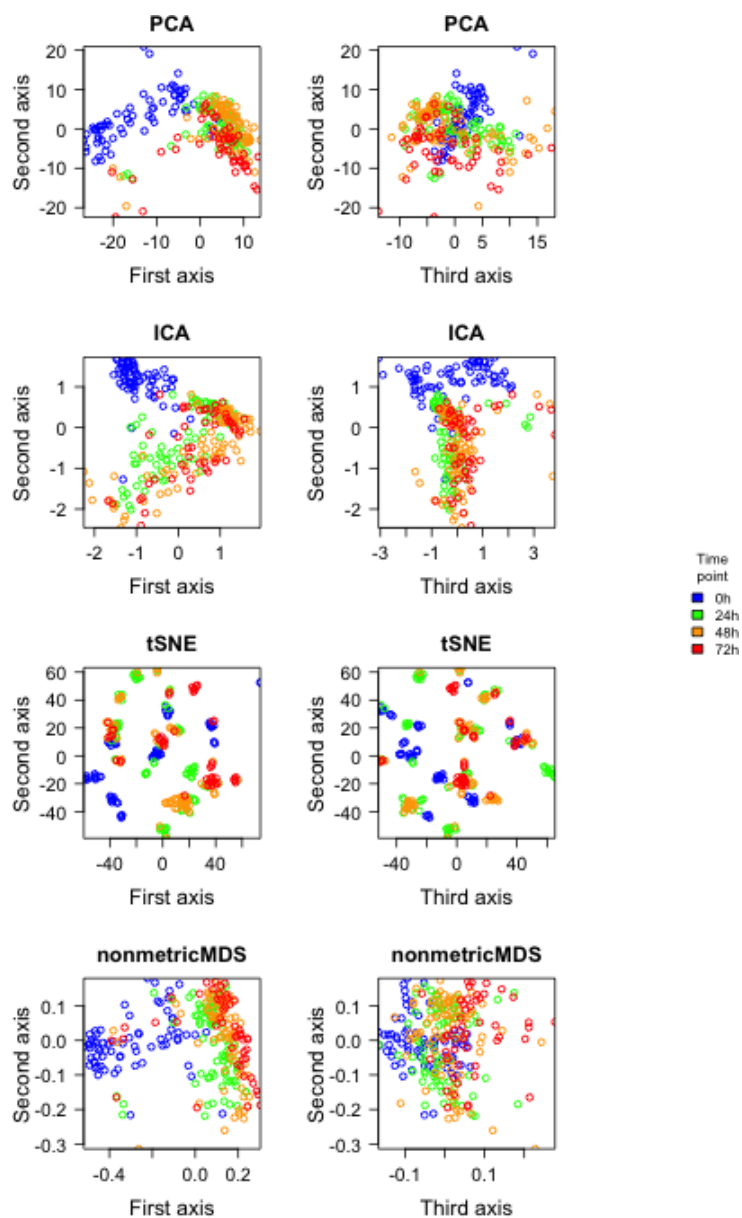 PCA
20
10
0
-10
-20
Second axis
-20
-10
0
10
First axis
PCA
20
10
0
-10
-20
Second axis
-10
0
5
15
Third axis
ICA
1
0
-1
-2
Second axis
-2
-1
0
1
First axis
ICA
1
0
-1
-2
Second axis
-3
-1
1
3
Third axis
Time
point
0h
24h
48h
72h
tSNE
60
40
20
0
-20
-40
Second axis
-40
0
40
First axis
tSNE
60
40
20
0
-20
-40
Second axis
-40
0
40
Third axis
nonmetricMDS
0.1
0.0
-0.1
-0.2
-0.3
Second axis
-0.4
0.0
0.2
First axis
nonmetricMDS
0.1
0.0
-0.1
-0.2
-0.3
Second axis
-0.1
0.1
Third axis